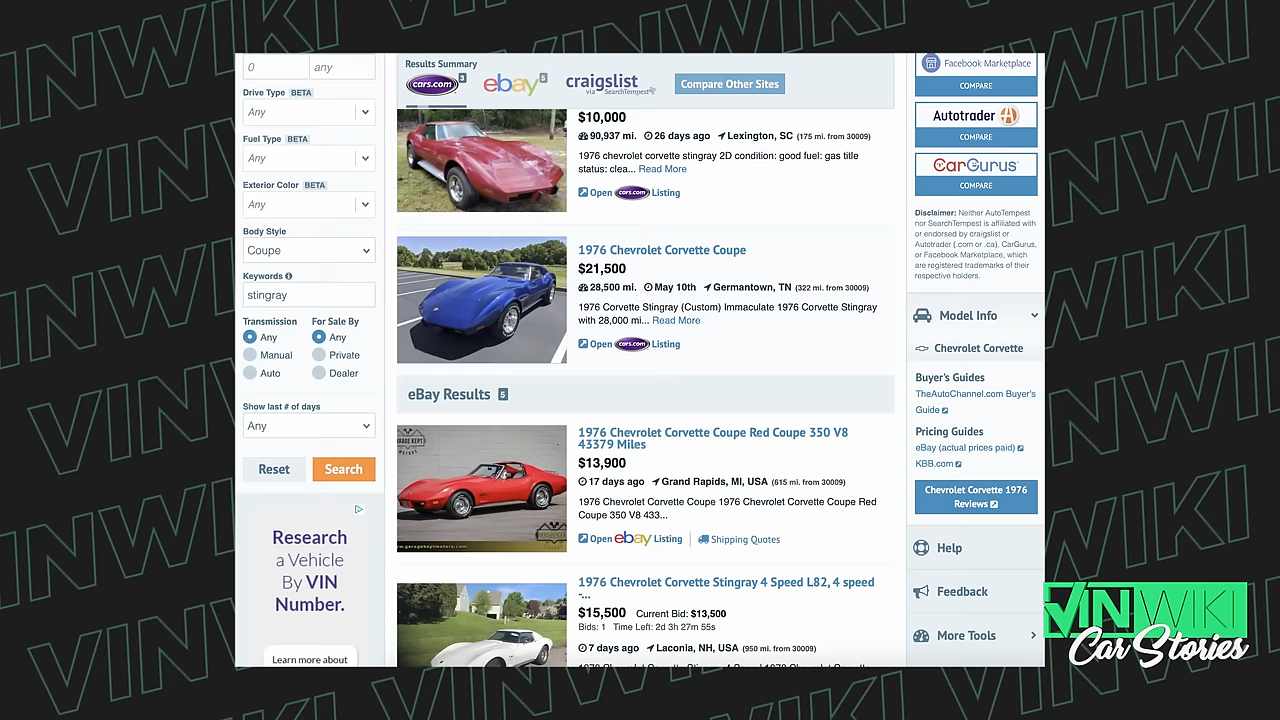 0
any
Drive Type BETA
Any
Fuel Type BETA
Any
Exterior Color BETA
Any
Body Style
Coupe
Keywords
stingray
Transmission
For Sale By
Any
Any
Manual
Private
Auto
Dealer
Show last # of days
Any
Reset
Search
Research
a Vehicle
By VIN
Number.
Learn more about
Results Summary
cars.com 3
ebay 5
craigslist
via SearchTempest
Compare Other Sites
$10,000
90,937 mi. 26 days ago Lexington, SC (175 mi. from 30009)
1976 chevrolet corvette stingray 2D condition: good fuel: gas title
status: clea... Read More
Open cars.com Listing
1976 Chevrolet Corvette Coupe
$21,500
28,500 mi. May 10th Germantown, TN (322 mi. from 30009)
1976 Corvette Stingray (Custom) Immaculate 1976 Corvette Stingray
with 28,000 mi... Read More
Open cars.com Listing
eBay Results 5
GARAGE KEPT
MOTORS
www.garagekeptmotors.com
1976 Chevrolet Corvette Coupe Red Coupe 350 V8
43379 Miles
$13,900
17 days ago Grand Rapids, MI, USA (615 mi. from 30009)
1976 Chevrolet Corvette Coupe 1976 Chevrolet Corvette Coupe Red
Coupe 350 V8 433...
Open ebay Listing Shipping Quotes
1976 Chevrolet Corvette Stingray 4 Speed L82, 4 speed
-...
$15,500 Current Bid: $13,500
Bids: 1 Time Left: 2d 3h 27m 55s
7 days ago Laconia, NH, USA (950 mi. from 30009)
Facebook Marketplace
COMPARE
Autotrader
COMPARE
CarGurus
COMPARE
Disclaimer: Neither AutoTempest
nor SearchTempest is affiliated with
or endorsed by craigslist or
Autotrader (.com or .ca), CarGurus,
or Facebook Marketplace, which
are registered trademarks of their
respective holders.
Model Info
Chevrolet Corvette
Buyer's Guides
TheAutoChannel.com Buyer's
Guide
Pricing Guides
eBay (actual prices paid)
KBB.com
Chevrolet Corvette 1976
Reviews
Help
Feedback
More Tools
VINWIKI
Car Stories